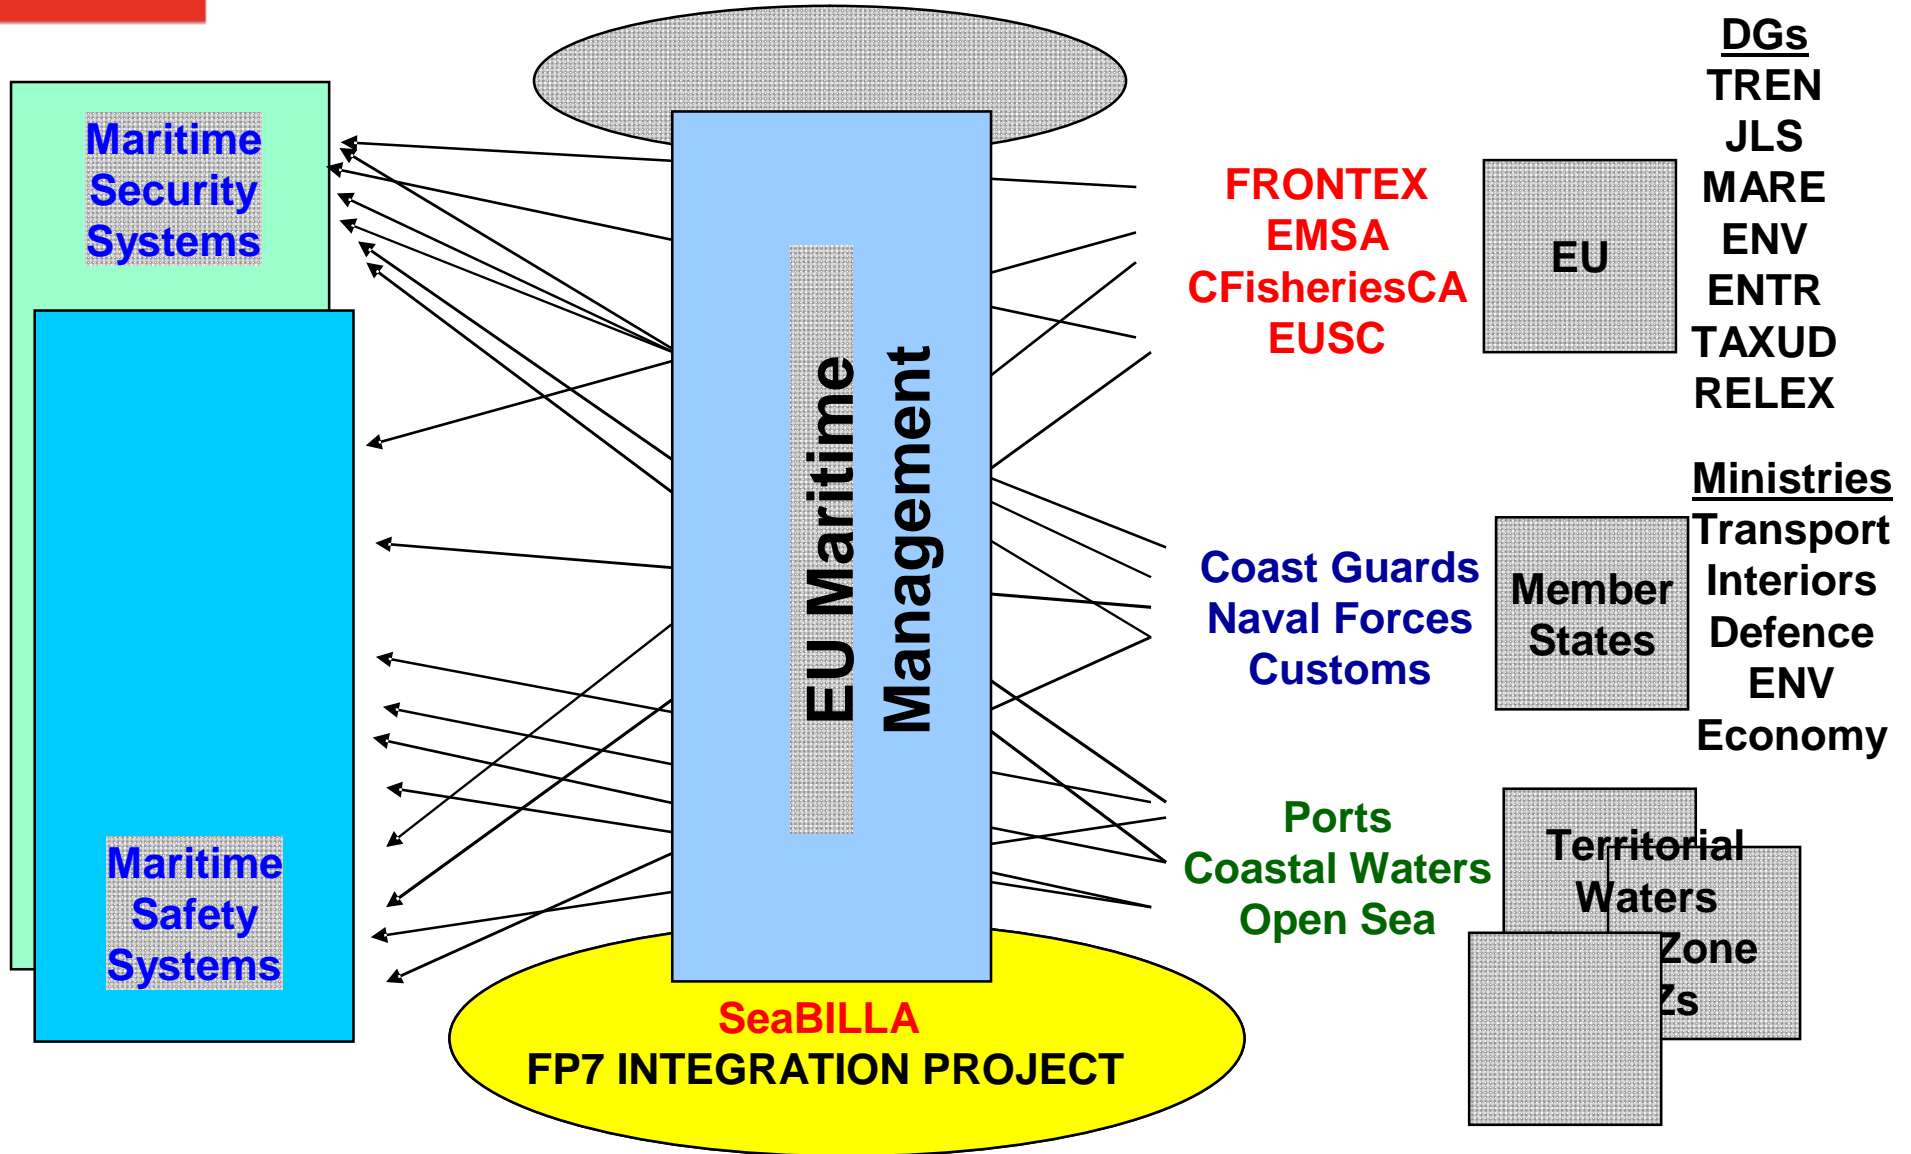 Maritime
Security
Systems
Maritime
Safety
Systems
EU Maritime
Management
SeaBILLA
FP7 INTEGRATION PROJECT
FRONTEX
EMSA
CFisheriesCA
EUSC
EU
DGs
TREN
JLS
MARE
ENV
ENTR
TAXUD
RELEX
Coast Guards
Naval Forces
Customs
Member
States
Ministries
Transport
Interiors
Defence
ENV
Economy
Ports
Coastal Waters
Open Sea
Territorial
Waters
Zone
Zs